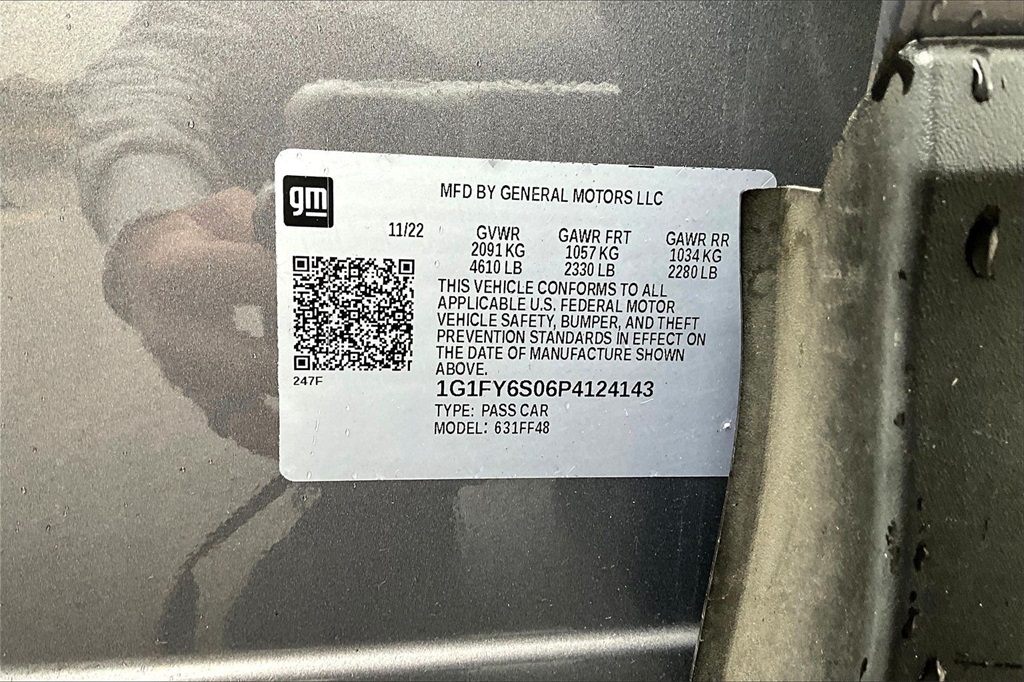 gm
MFD BY GENERAL MOTORS LLC
11/22 GVWR GAWR FRT GAWR RR
2091 KG 1057 KG 1034 KG
4610 LB 2330 LB 2280 LB
THIS VEHICLE CONFORMS TO ALL
APPLICABLE U.S. FEDERAL MOTOR
VEHICLE SAFETY, BUMPER, AND THEFT
PREVENTION STANDARDS IN EFFECT ON
THE DATE OF MANUFACTURE SHOWN
ABOVE.
247F
1G1FY6S06P4124143
TYPE: PASS CAR
MODEL: 631FF48